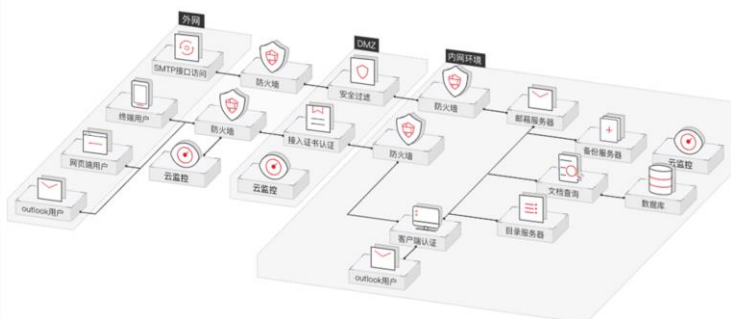 外网
DMZ
内网环境
SMTP接口访问
防火墙
安全过滤
防火墙
邮箱服务器
备份服务器
云监控
终端用户
防火墙
接入证书认证
防火墙
网页端用户
云监控
云监控
文档查询
数据库
outlook用户
客户端认证
目录服务器
outlook用户